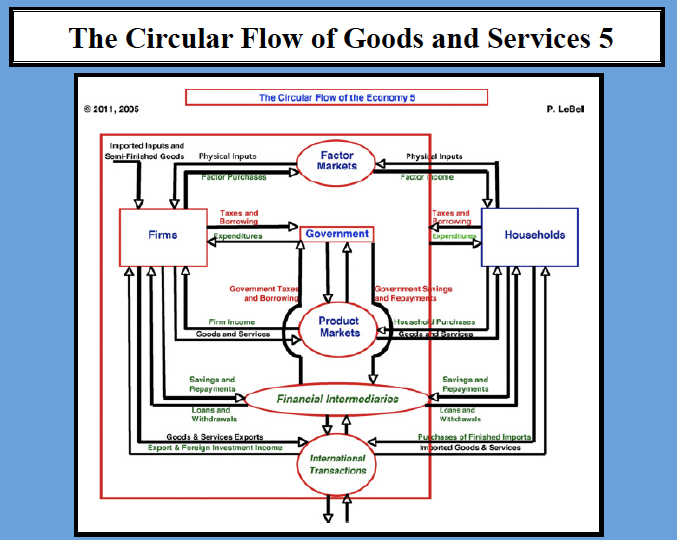 The Circular Flow of Goods and Services 5
The Circular Flow of the Economy 5
© 2011, 2005
P. LeBel
Imported Inputs and
Semi-Finished Goods
Physical Inputs
Factor Purchases
Factor
Markets
Physical Inputs
Factor Income
Firms
Taxes and
Borrowing
Expenditures
Government
Taxes and
Borrowing
Expenditures
Households
Government Taxes
and Borrowing
Government Savings
and Repayments
Firm Income
Goods and Services
Product
Markets
Household Purchases
Goods and Services
Savings and
Repayments
Loans and
Withdrawals
Financial Intermediaries
Savings and
Repayments
Loans and
Withdrawals
Goods & Services Exports
Export & Foreign Investment Income
International
Transactions
Purchases of Finished Imports
Imported Goods & Services